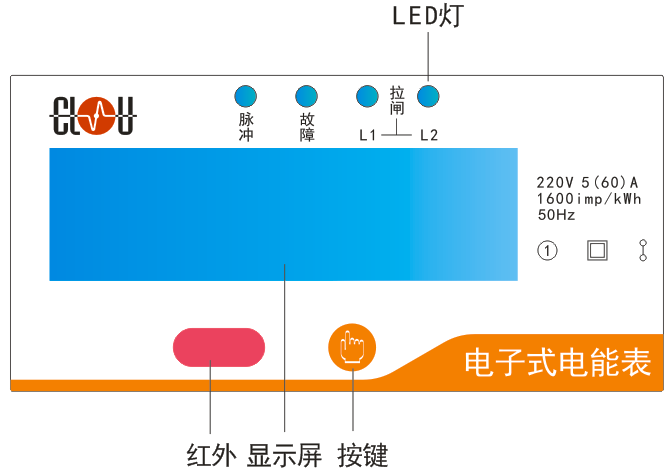 LED灯
CLOU
脉冲
故障
拉闸
L1
L2
220V 5(60)A
1600imp/kWh
50Hz
1
电子式电能表
红外
显示屏
按键